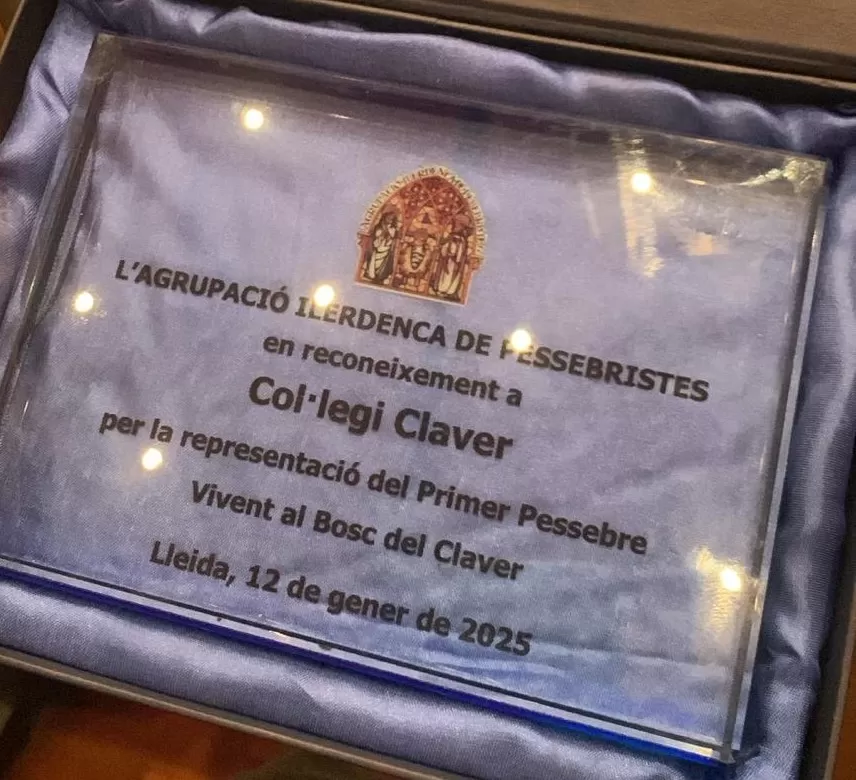 L'AGRUPACIÓ ILERDENCA DE PESSEBRISTES
en reconeixement a
Col·legi Claver
per la representació del Primer Pessebre
Vivent al Bosc del Claver
Lleida, 12 de gener de 2025